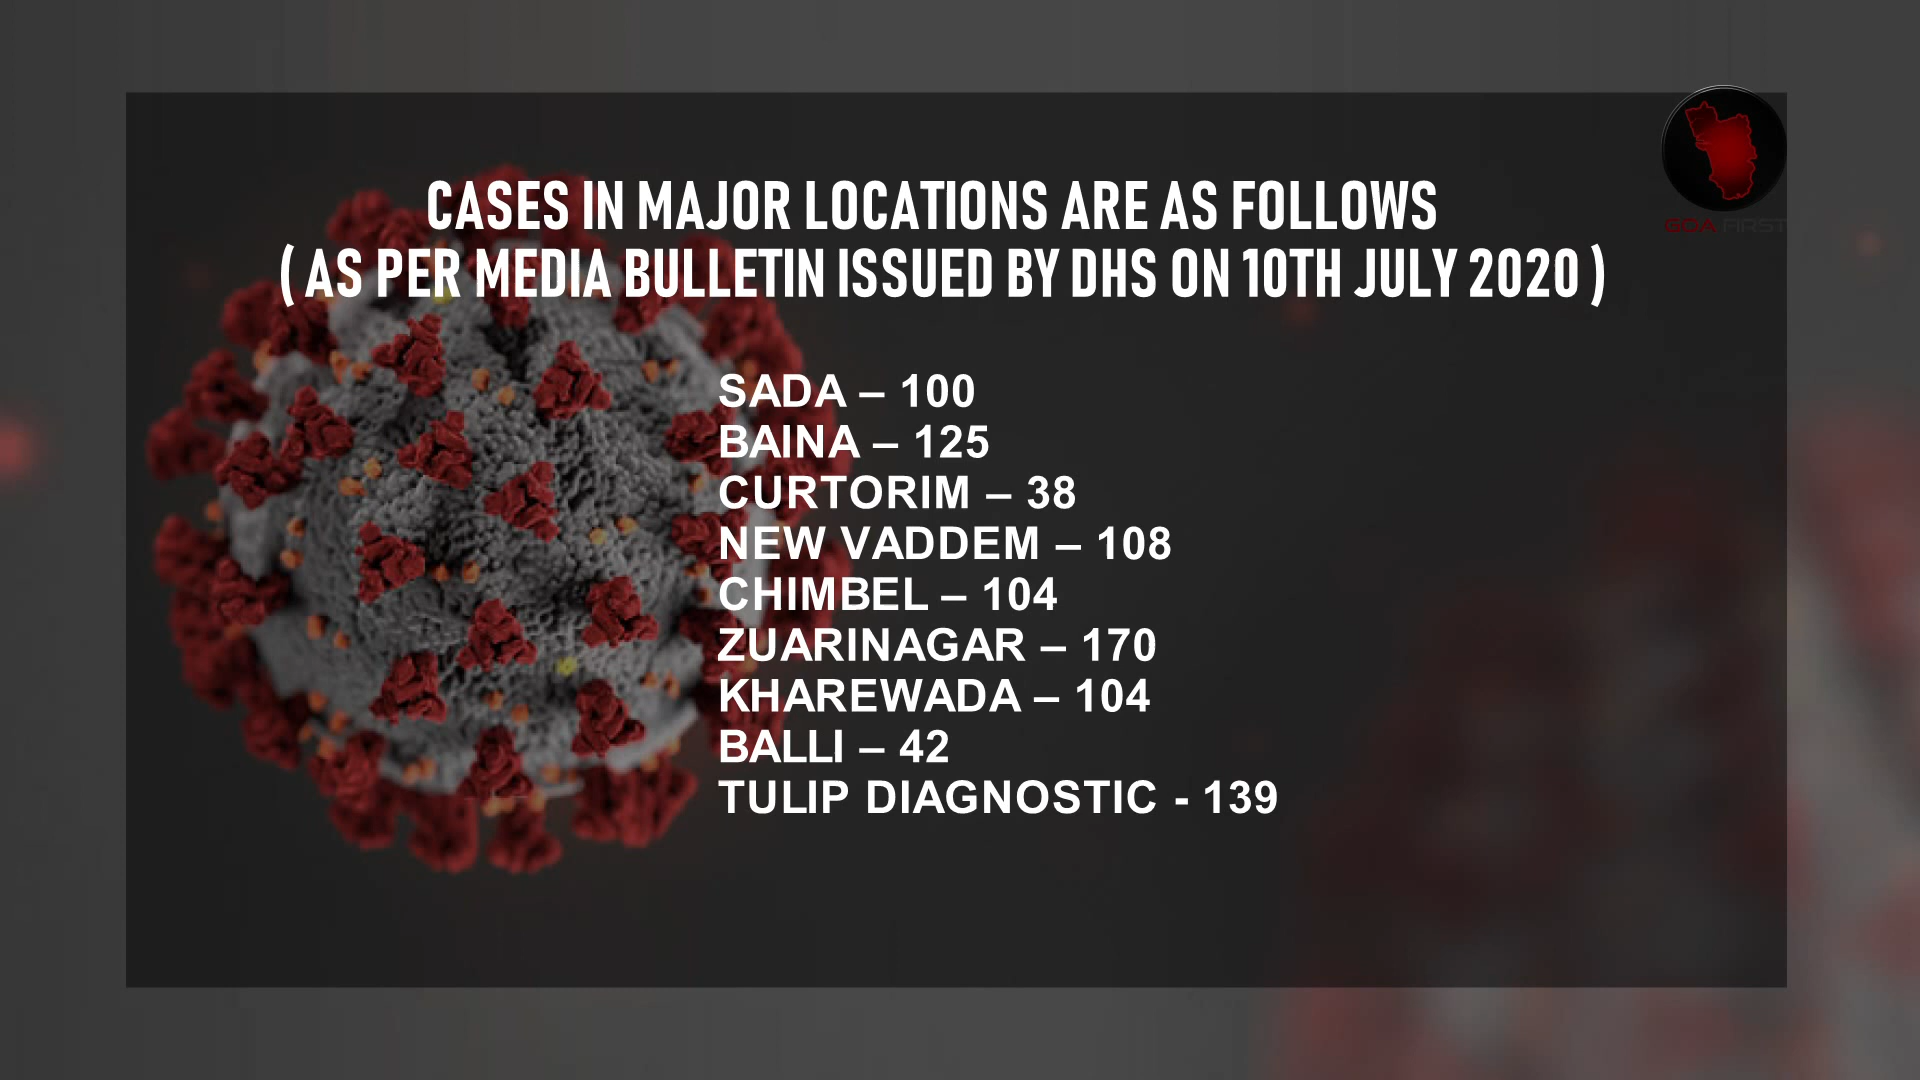 GOA FIRST
CASES IN MAJOR LOCATIONS ARE AS FOLLOWS
( AS PER MEDIA BULLETIN ISSUED BY DHS ON 10TH JULY 2020 )
SADA – 100
BAINA – 125
CURTORIM – 38
NEW VADDEM – 108
CHIMBEL – 104
ZUARINAGAR – 170
KHAREWADA – 104
BALLI – 42
TULIP DIAGNOSTIC - 139